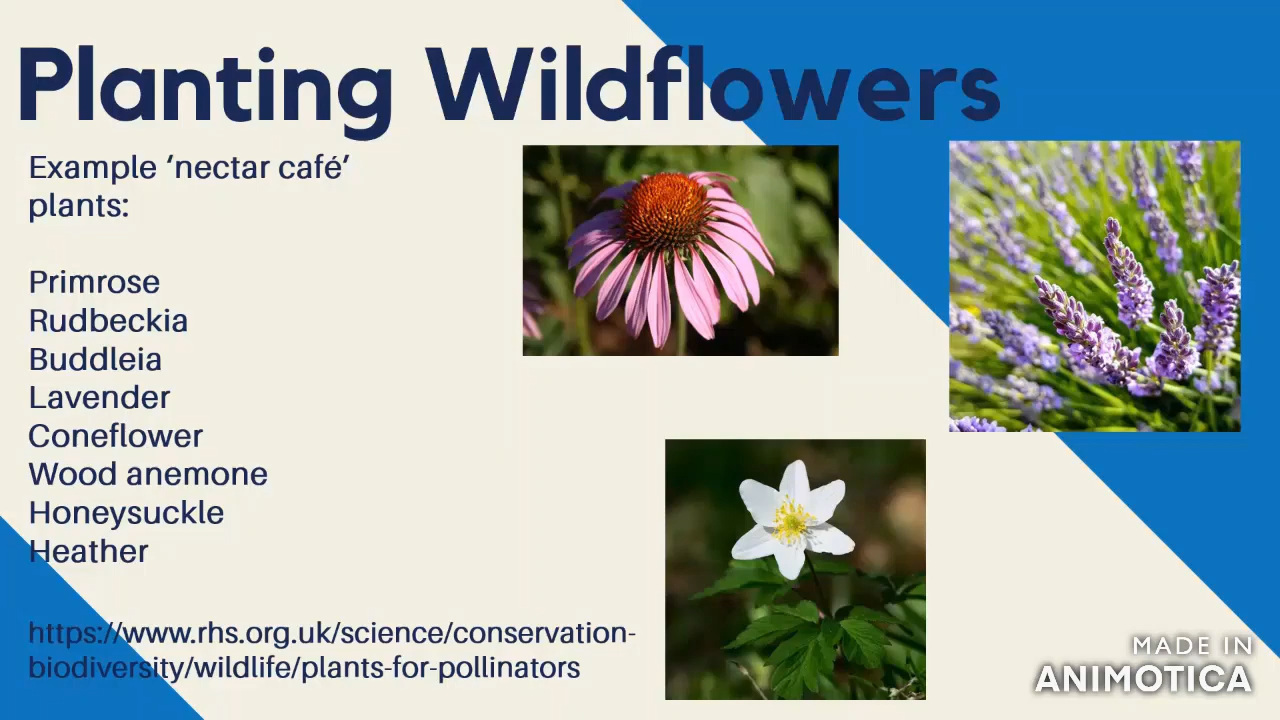 Planting Wildflowers
Example ‘nectar café’
plants:
Primrose
Rudbeckia
Buddleia
Lavender
Coneflower
Wood anemone
Honeysuckle
Heather
https://www.rhs.org.uk/science/conservation-
biodiversity/wildlife/plants-for-pollinators
MADE IN
ANIMOTICA